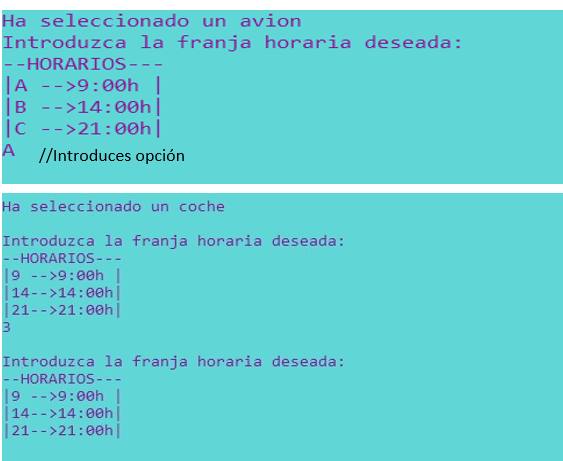 Ha seleccionado un avion
Introduzca la franja horaria deseada:
--HORARIOS---
|A -->9:00h |
|B -->14:00h|
|C -->21:00h|
A //Introduces opción
Ha seleccionado un coche
Introduzca la franja horaria deseada:
--HORARIOS---
|9 -->9:00h |
|14-->14:00h|
|21-->21:00h|
3
Introduzca la franja horaria deseada:
--HORARIOS---
|9 -->9:00h |
|14-->14:00h|
|21-->21:00h|